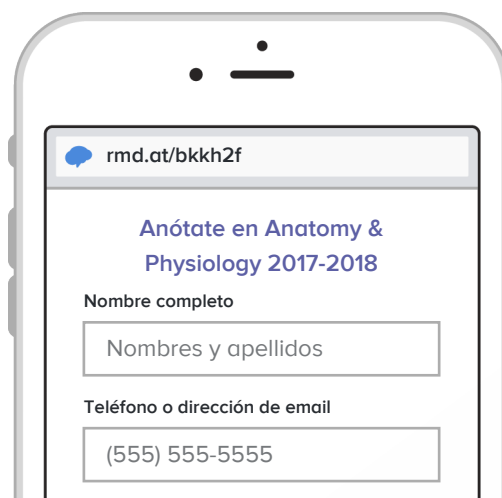 rmd.at/bkkh2f
Anótate en Anatomy &
Physiology 2017-2018
Nombre completo
Nombres y apellidos
Teléfono o dirección de email
(555) 555-5555